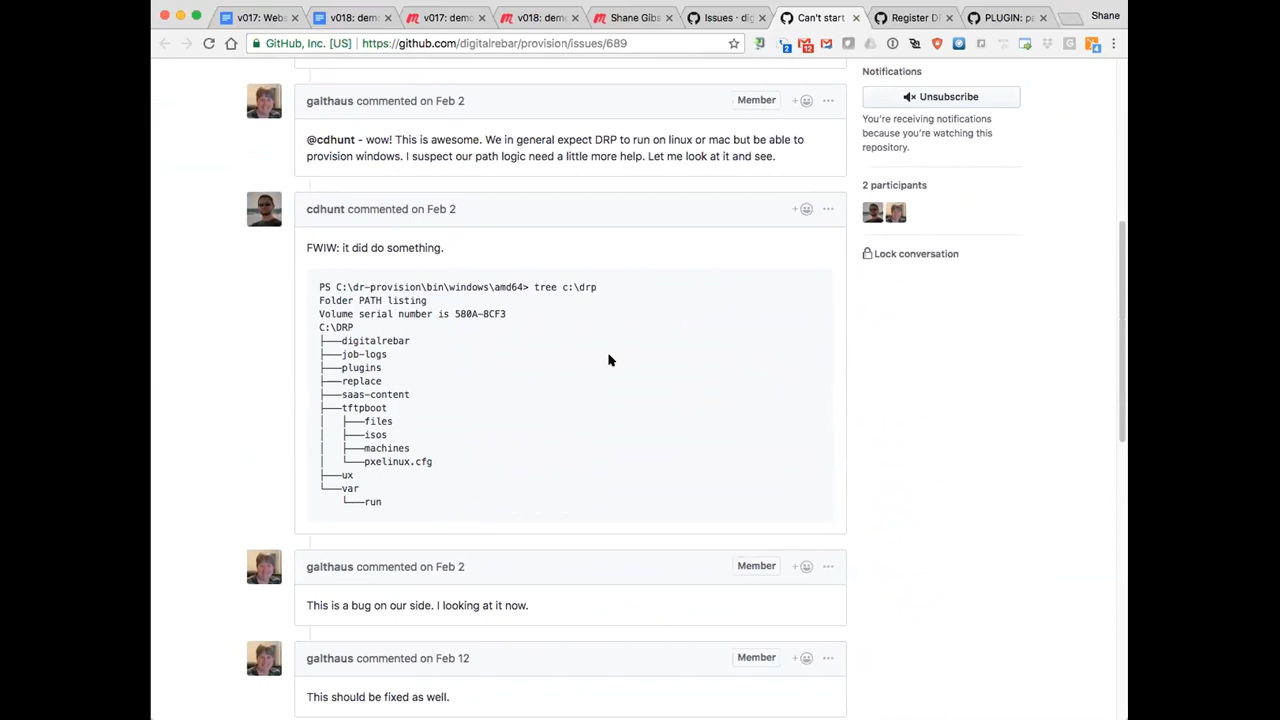 v017: Webs
v018: dem
v017: demo
v018: dem
Shane Giba
Issues · dig
Can't start
Register DF
PLUGIN: pa
Shane
GitHub, Inc. [US]
https://github.com/digitalrebar/provision/issues/689
galthaus commented on Feb 2
Member
@cdhunt - wow! This is awesome. We in general expect DRP to run on linux or mac but be able to
provision windows. I suspect our path logic need a little more help. Let me look at it and see.
cdhunt commented on Feb 2
FWIW: it did do something.
PS C:\dr-provision\bin\windows\amd64> tree c:\drp
Folder PATH listing
Volume serial number is 580A-8CF3
C:\DRP
├───digitalrebar
├───job-logs
├───plugins
├───replace
├───saas-content
├───tftpboot
│   ├───files
│   ├───isos
│   ├───machines
│   └───pxelinux.cfg
├───ux
└───var
    └───run
galthaus commented on Feb 2
Member
This is a bug on our side. I looking at it now.
galthaus commented on Feb 12
Member
This should be fixed as well.
Notifications
Unsubscribe
You're receiving notifications
because you're watching this
repository.
2 participants
Lock conversation